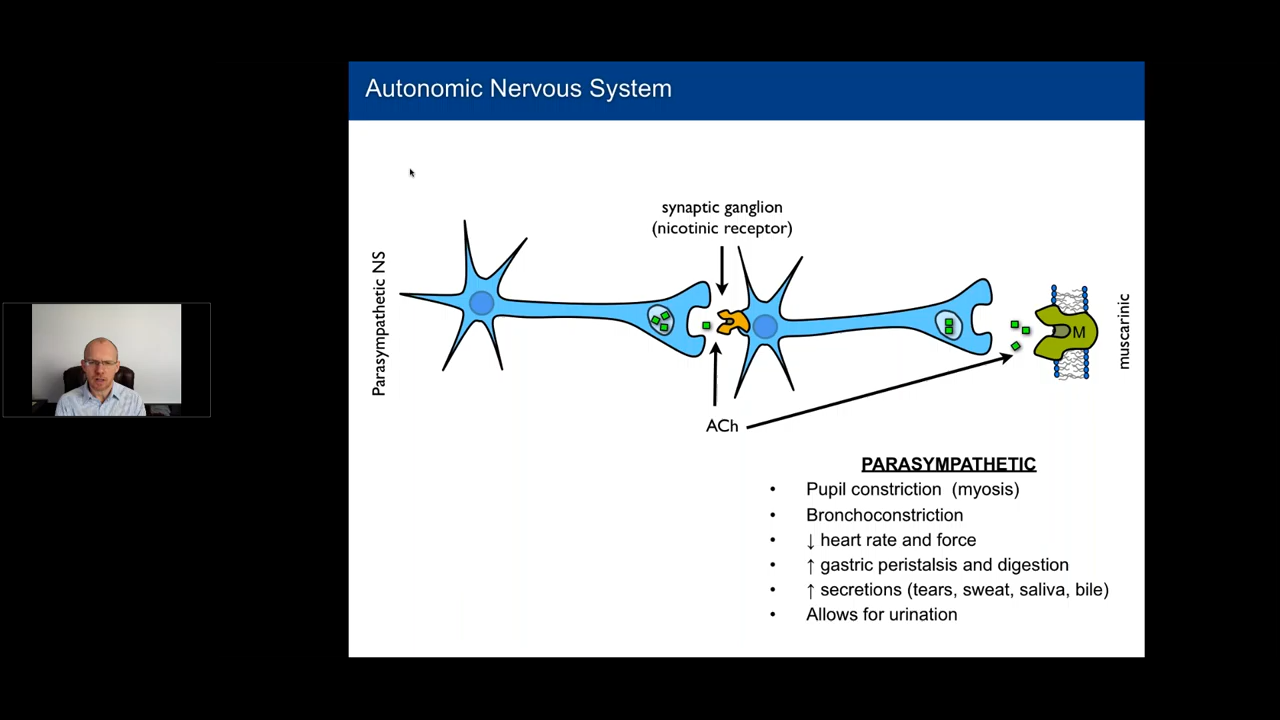 Autonomic Nervous System
synaptic ganglion
(nicotinic receptor)
Parasympathetic NS
M
muscarinic
ACh
PARASYMPATHETIC
• Pupil constriction (myosis)
• Bronchoconstriction
• ↓ heart rate and force
• ↑ gastric peristalsis and digestion
• ↑ secretions (tears, sweat, saliva, bile)
• Allows for urination